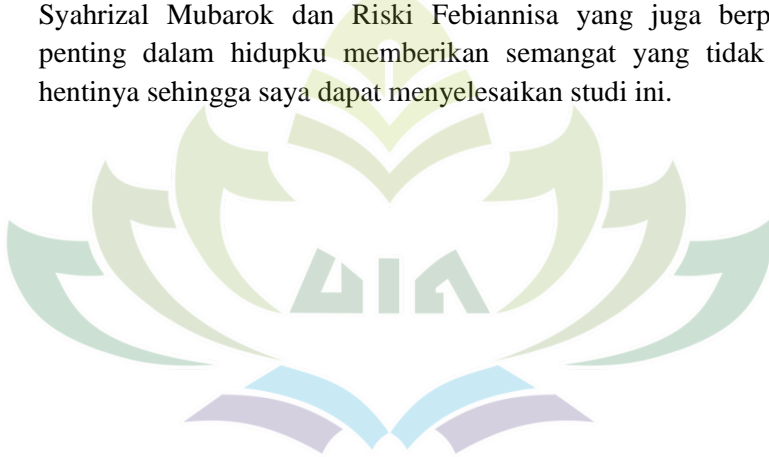 Syahrizal Mubarok dan Riski Febiannisa yang juga berp
penting dalam hidupku memberikan semangat yang tidak
hentinya sehingga saya dapat menyelesaikan studi ini.